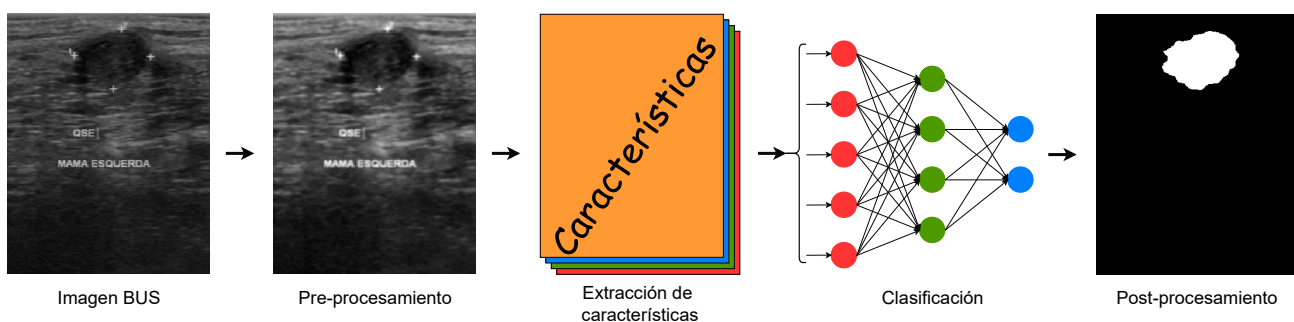 QSE
MAMA ESQUERDA
QSE
MAMA ESQUERDA
Características
Imagen BUS
Pre-procesamiento
Extracción de
características
Clasificación
Post-procesamiento